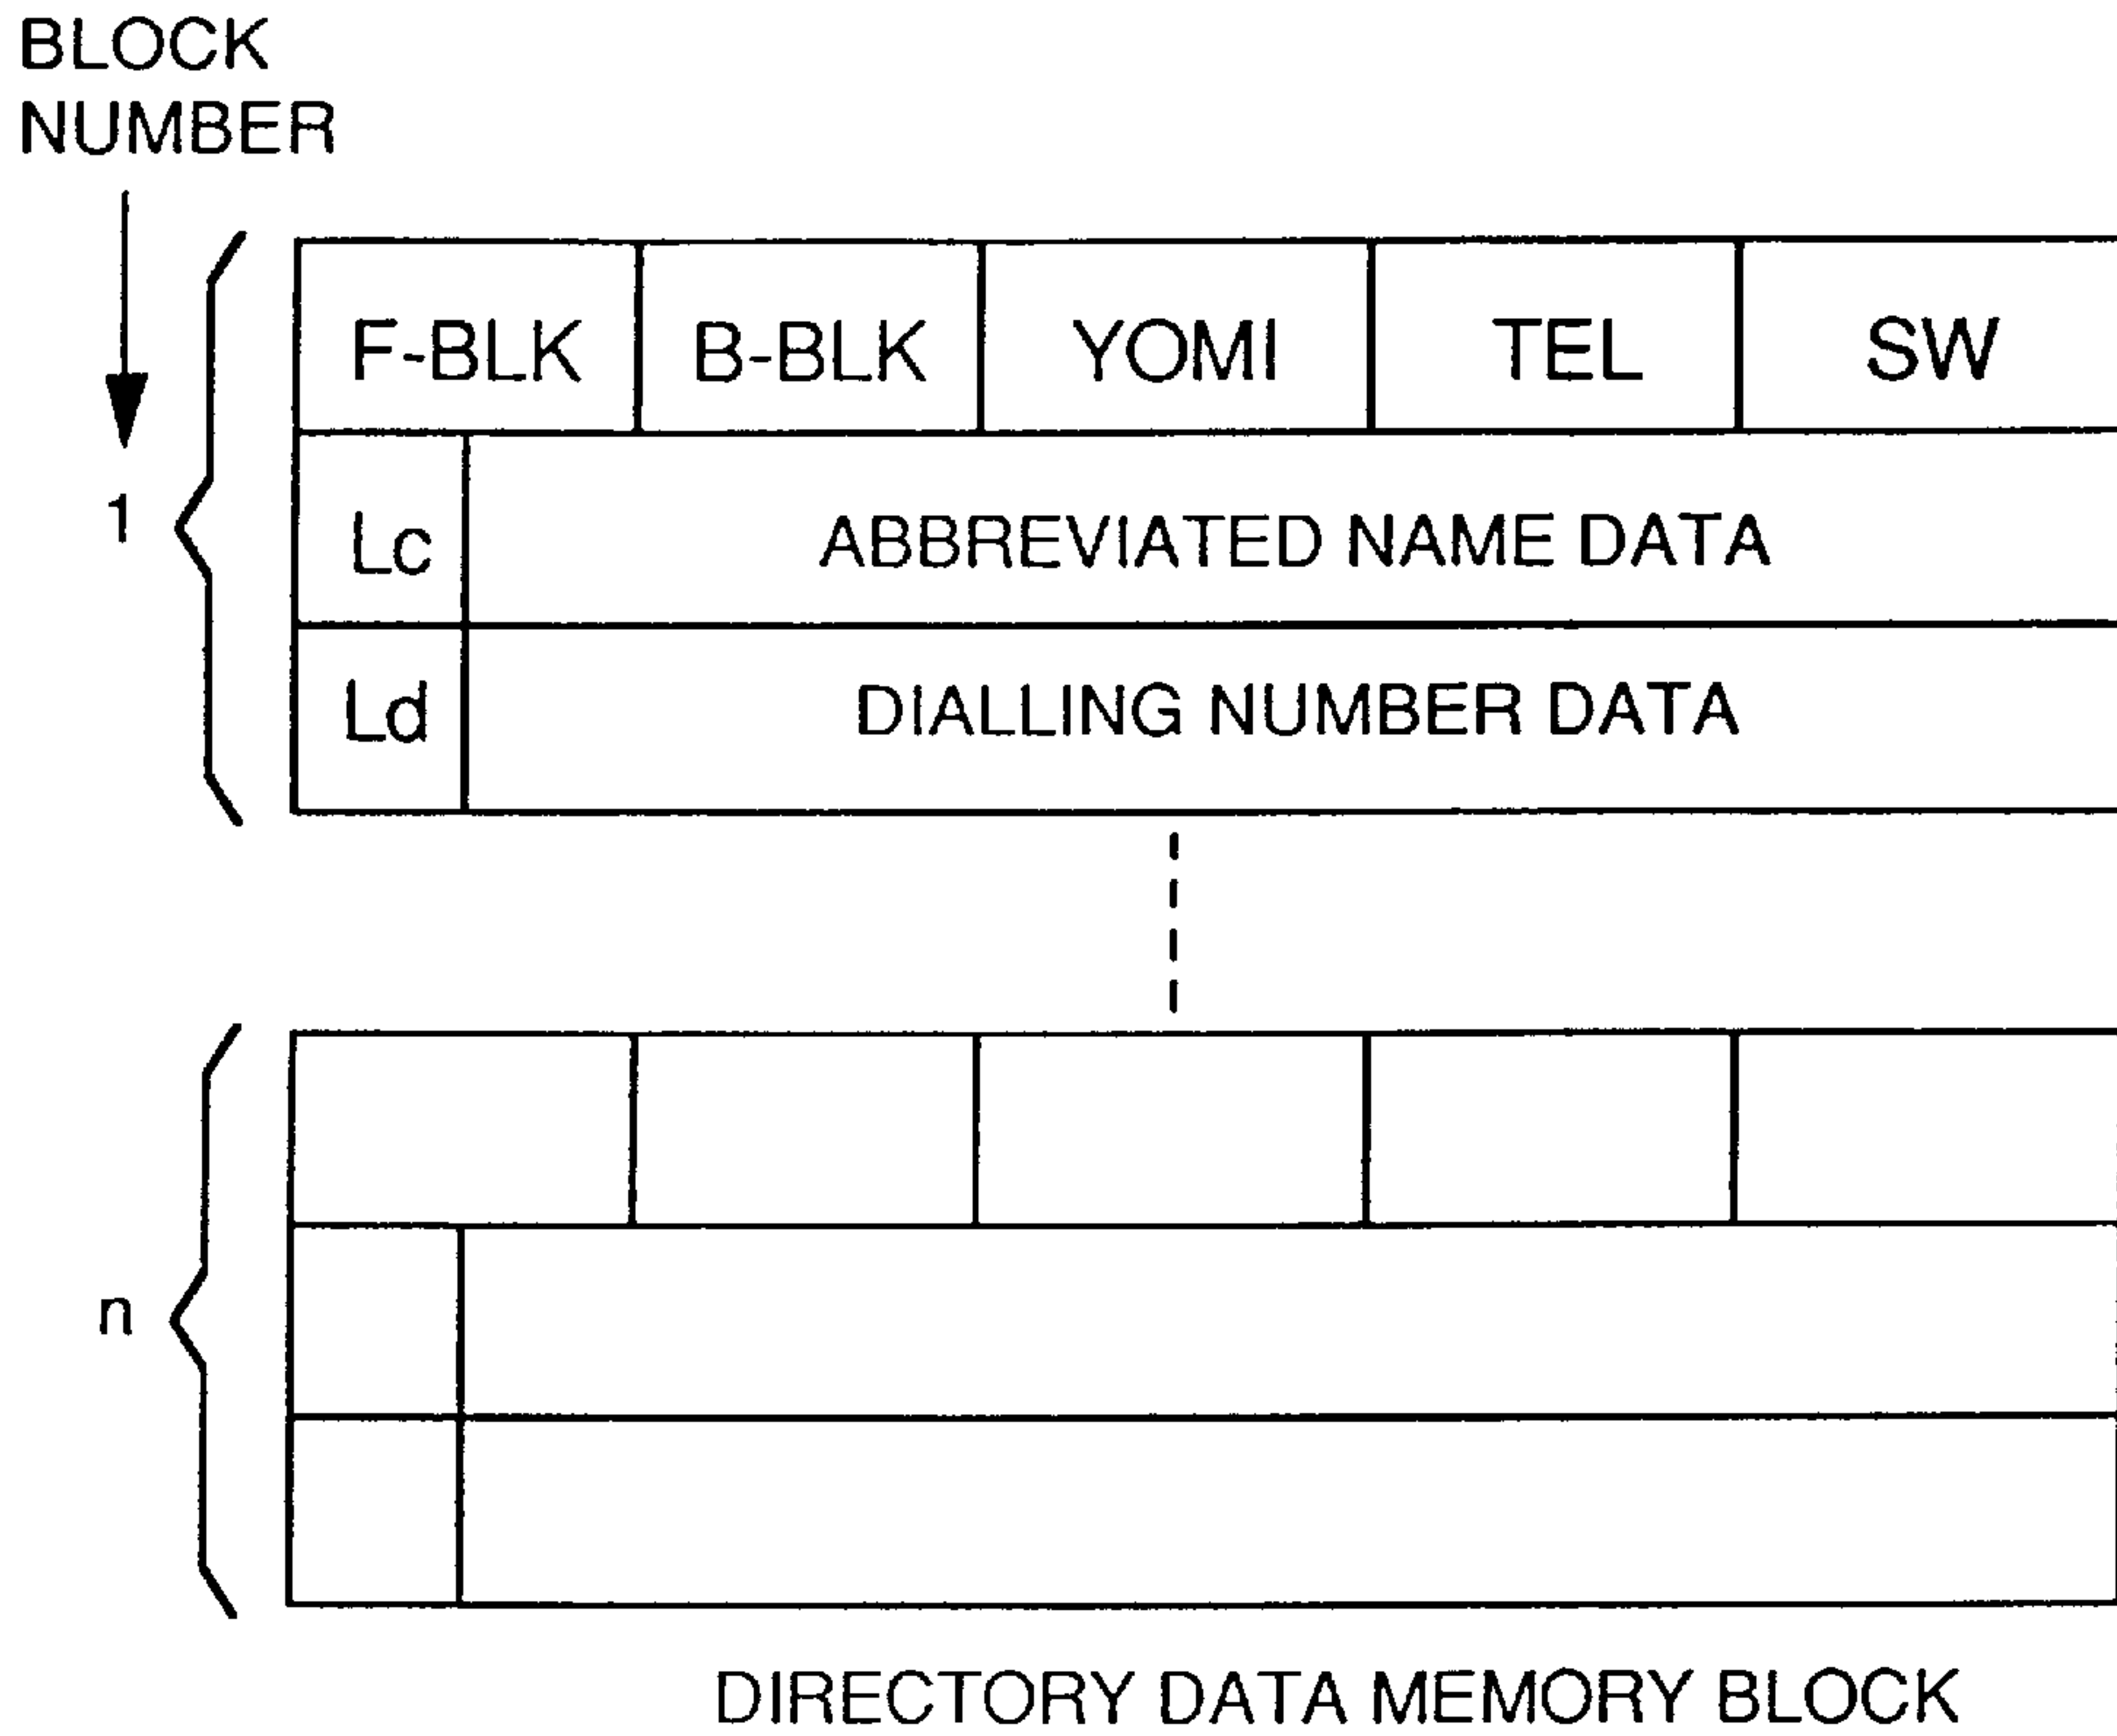 BLOCK
NUMBER
F-BLK B-BLK YOMI TEL SW
1
Lc ABBREVIATED NAME DATA
Ld DIALLING NUMBER DATA
n
DIRECTORY DATA MEMORY BLOCK